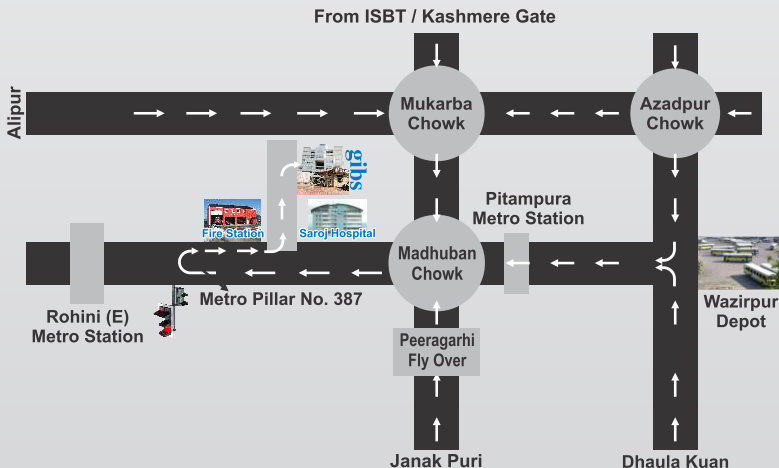 From ISBT / Kashmere Gate
Alipur
Mukarba
Chowk
Azadpur
Chowk
gibs
Fire Station
Saroj Hospital
Pitampura
Metro Station
Madhuban
Chowk
Metro Pillar No. 387
Rohini (E)
Metro Station
Wazirpur
Depot
Peeragarhi
Fly Over
Janak Puri
Dhaula Kuan